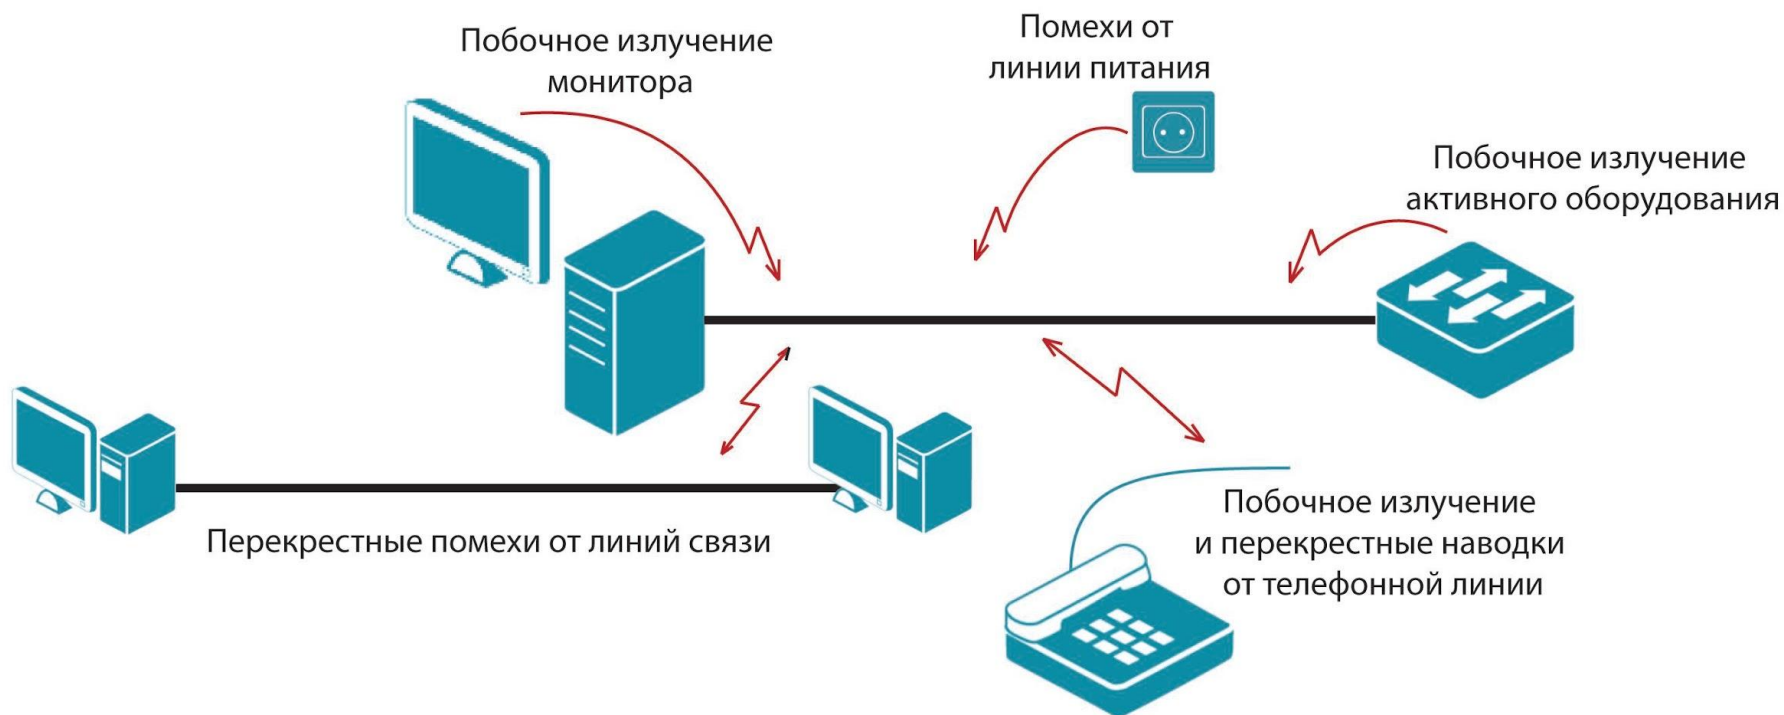 Побочное излучение
монитора
Помехи от
линии питания
Побочное излучение
активного оборудования
Перекрестные помехи от линий связи
Побочное излучение
и перекрестные наводки
от телефонной линии